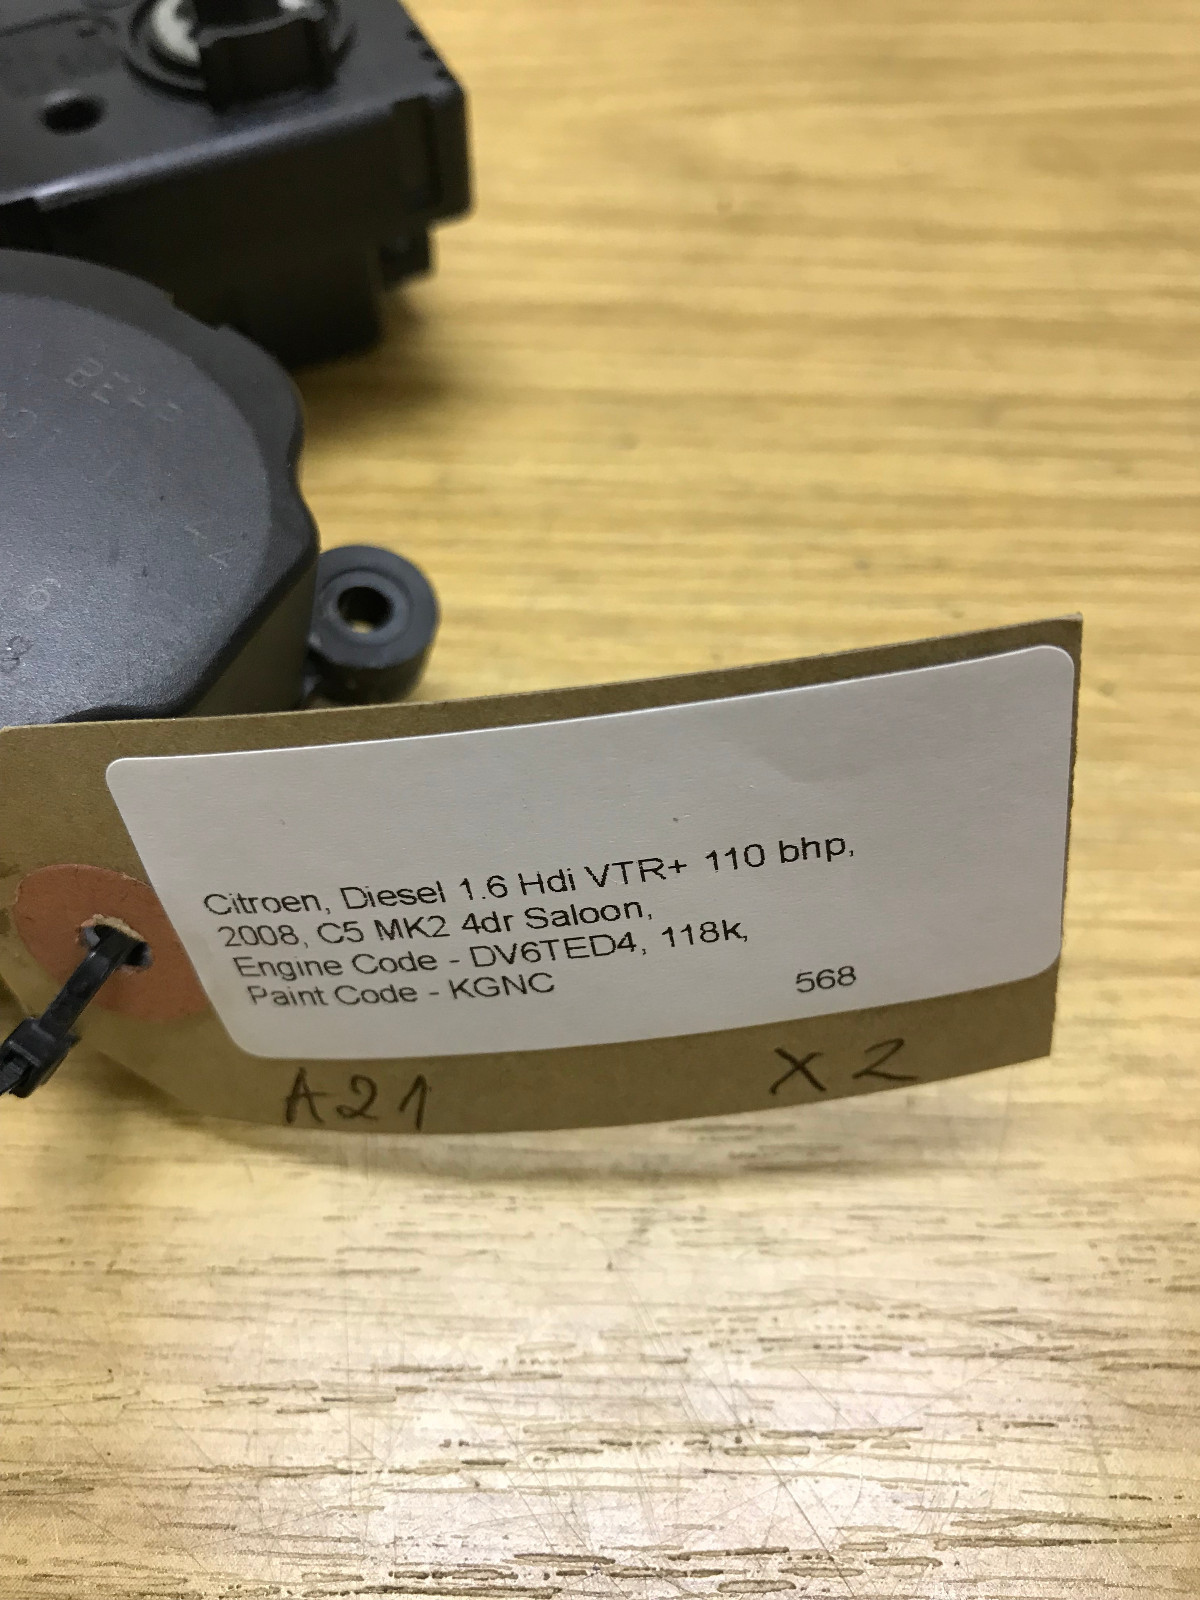 Citroen, Diesel 1.6 Hdi VTR+ 110 bhp,
2008, C5 MK2 4dr Saloon,
Engine Code - DV6TED4, 118k,
Paint Code - KGNC 568
A21 X2